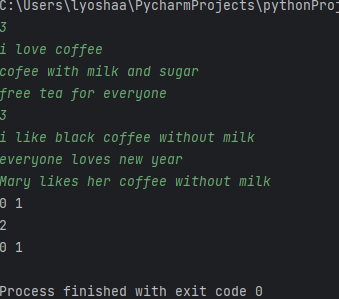 C:\Users\lyoshaa\PycharmProjects\pythonProj
3
i love coffee
cofee with milk and sugar
free tea for everyone
3
i like black coffee without milk
everyone loves new year
Mary likes her coffee without milk
0 1
2
0 1
Process finished with exit code 0